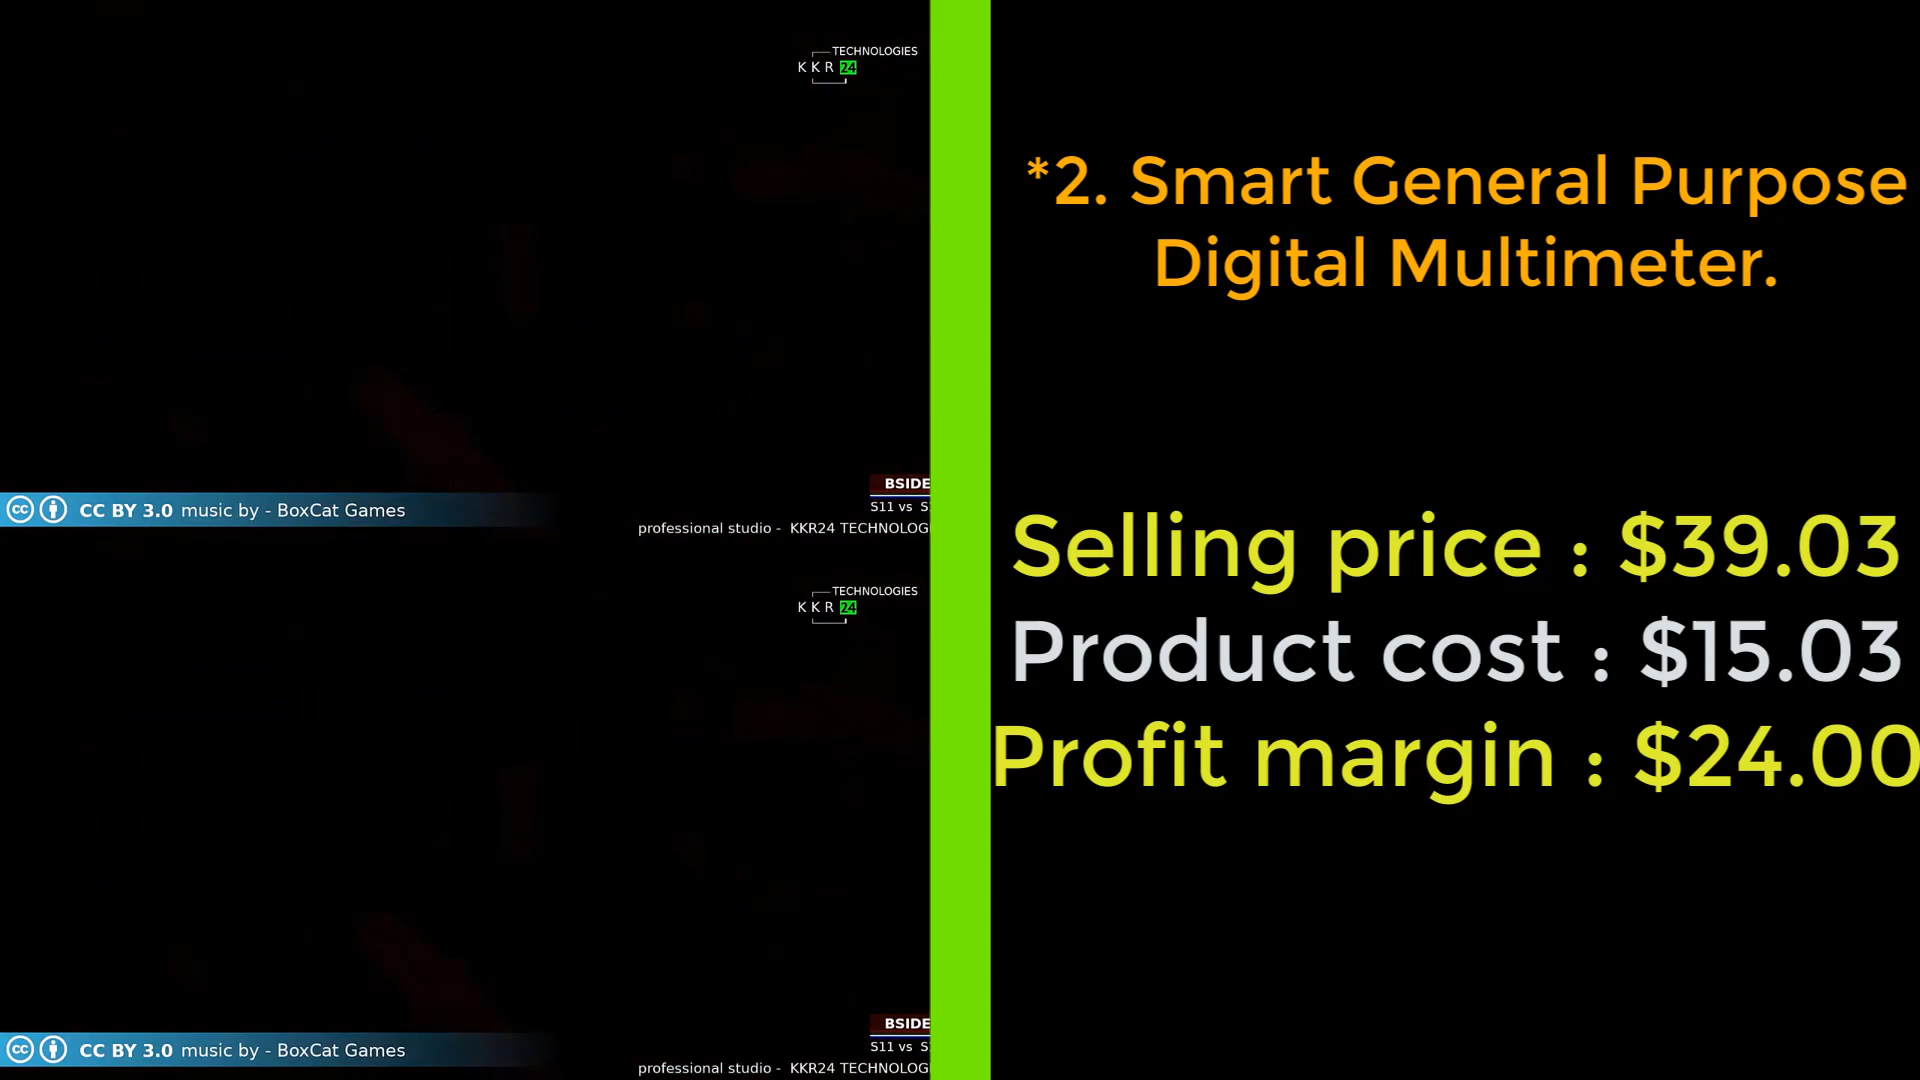 TECHNOLOGIES
K K R 24
BSIDE
S11 vs
CC BY 3.0 music by - BoxCat Games
professional studio - KKR24 TECHNOLOG
TECHNOLOGIES
K K R 24
BSIDE
S11 vs
CC BY 3.0 music by - BoxCat Games
professional studio - KKR24 TECHNOLOG
*2. Smart General Purpose
Digital Multimeter.
Selling price : $39.03
Product cost : $15.03
Profit margin : $24.00